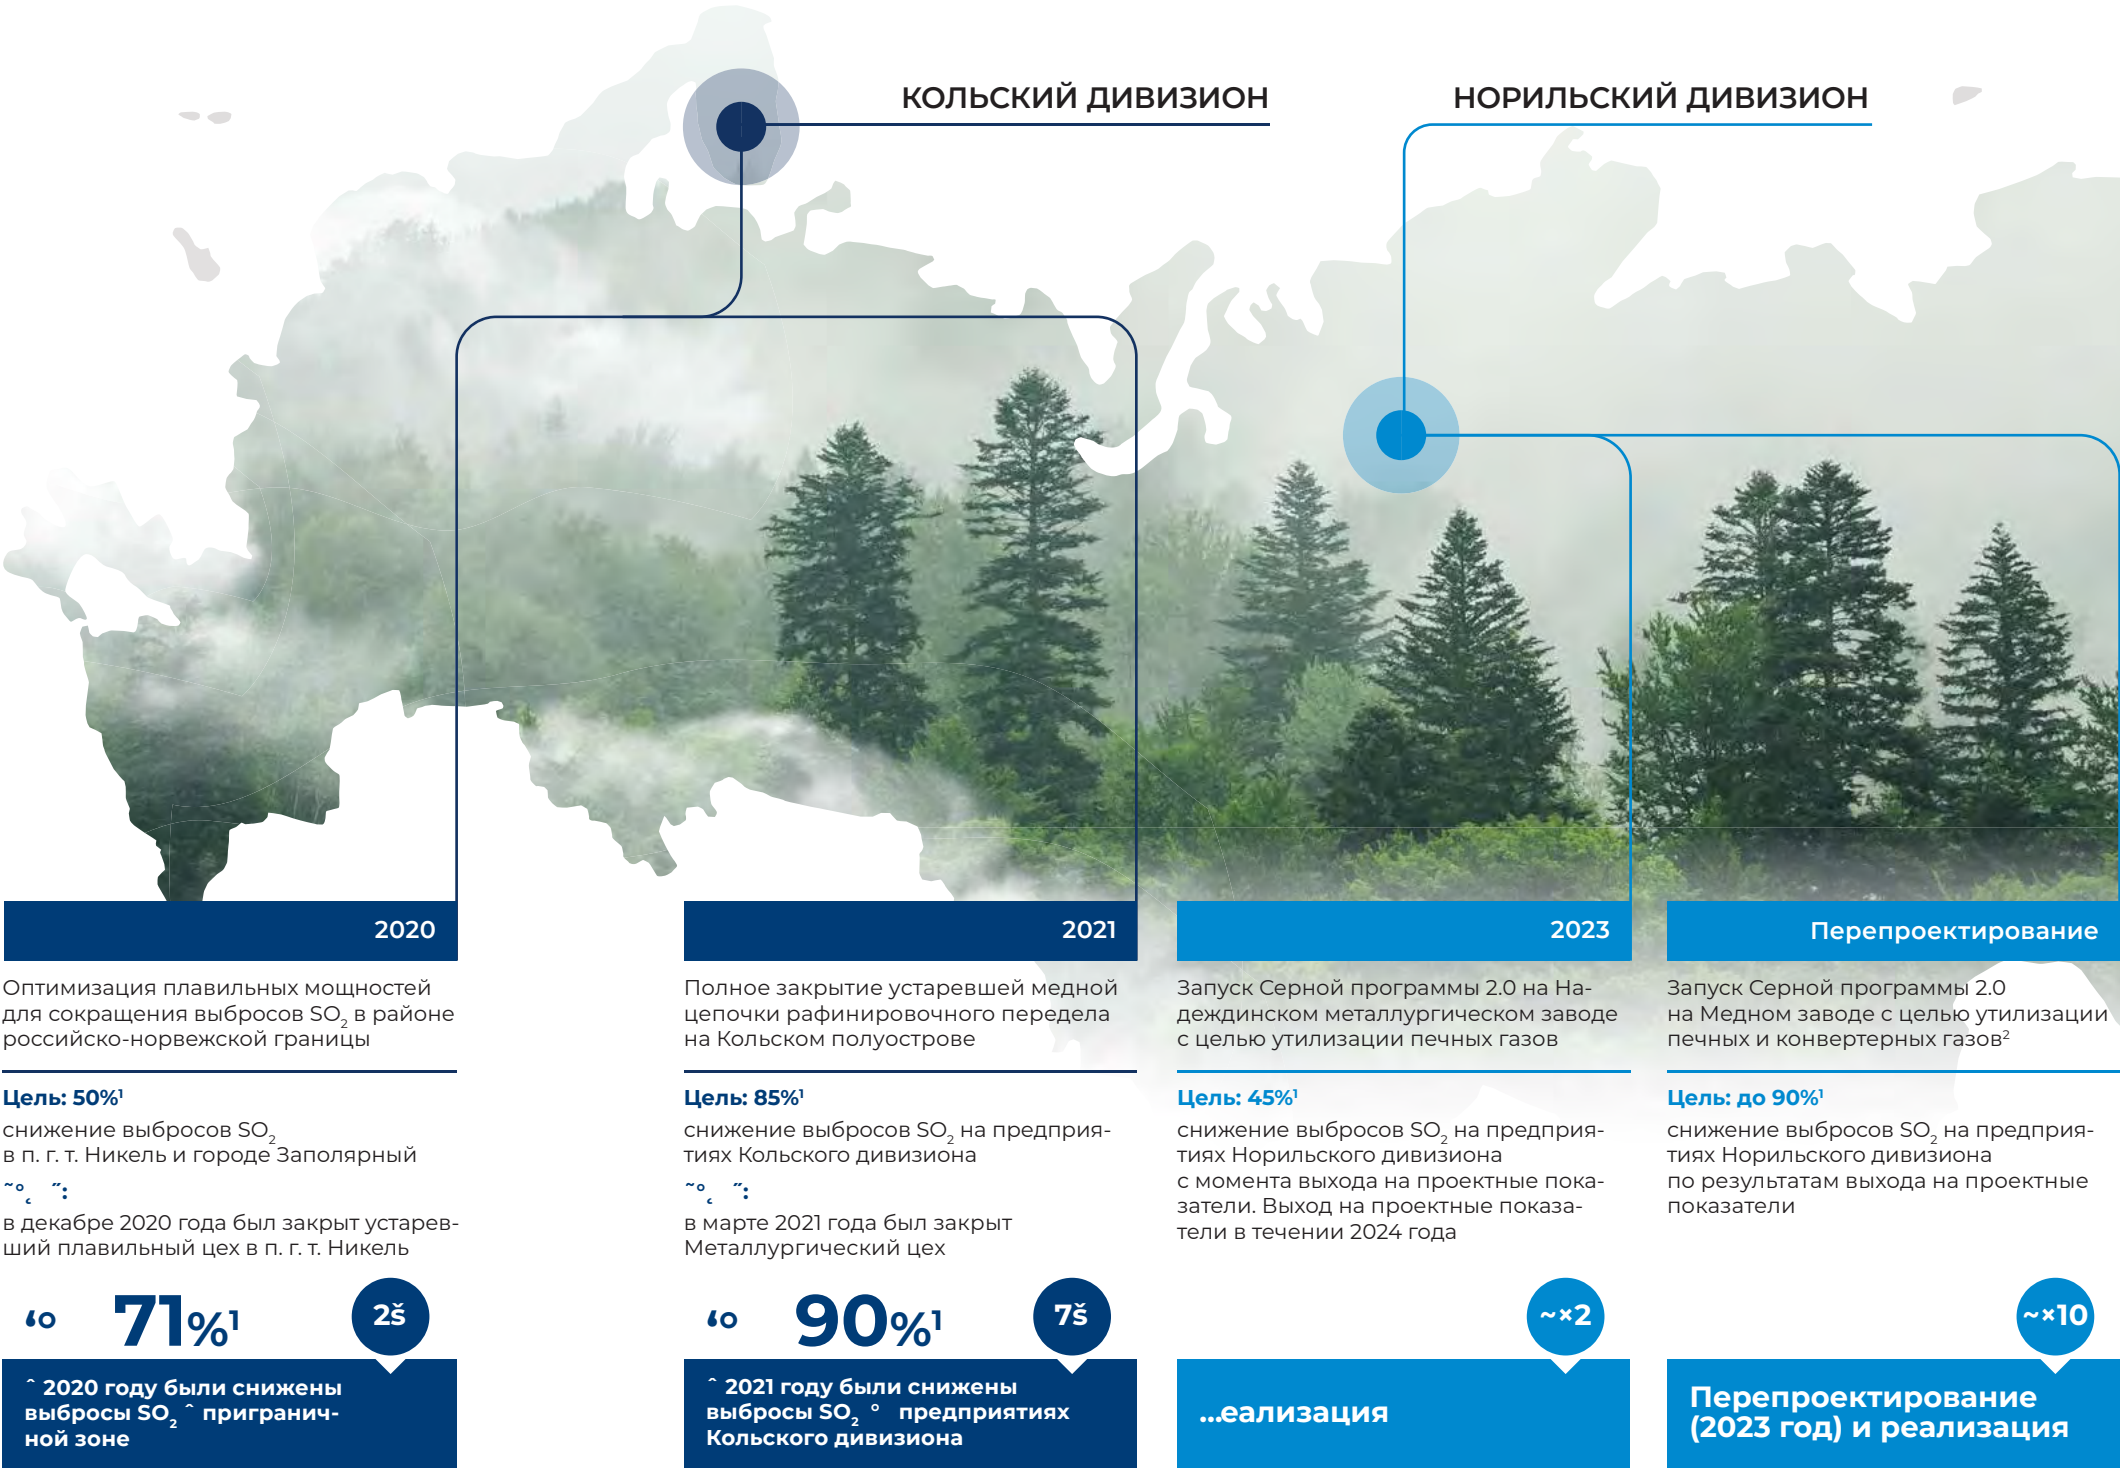 КОЛЬСКИЙ ДИВИЗИОН
НОРИЛЬСКИЙ ДИВИЗИОН
2020
Оптимизация плавильных мощностей
для сокращения выбросов SO₂ в районе
российско-норвежской границы
Цель: 50%¹
снижение выбросов SO₂
в п. г. т. Никель и городе Заполярный
в декабре 2020 года был закрыт устарев-
ший плавильный цех в п. г. т. Никель
71%¹
2š
2020 году были снижены
выбросы SO₂ ˆ приганич-
ной зоне
2021
Полное закрытие устаревшей медной
цепочки рафинировочного передела
на Кольском полуострове
Цель: 85%¹
снижение выбросов SO₂ на предприя-
тиях Кольского дивизиона
в марте 2021 года был закрыт
Металлургический цех
90%¹
7š
2021 году были снижены
выбросы SO₂ ° предприятиях
Кольского дивизиона
2023
Запуск Серной программы 2.0 на На-
деждинском металлургическом заводе
с целью утилизации печных газов
Цель: 45%¹
снижение выбросов SO₂ на предприя-
тиях Норильского дивизиона
с момента выхода на проектные пока-
затели. Выход на проектные показа-
тели в течении 2024 года
~×2
…еализация
Перепроектирование
Запуск Серной программы 2.0
на Медном заводе с целью утилизации
печных и конвертерных газов²
Цель: до 90%¹
снижение выбросов SO₂ на предприя-
тиях Норильского дивизиона
по результатам выхода на проектные
показатели
~×10
Перепроектирование
(2023 год) и реализация